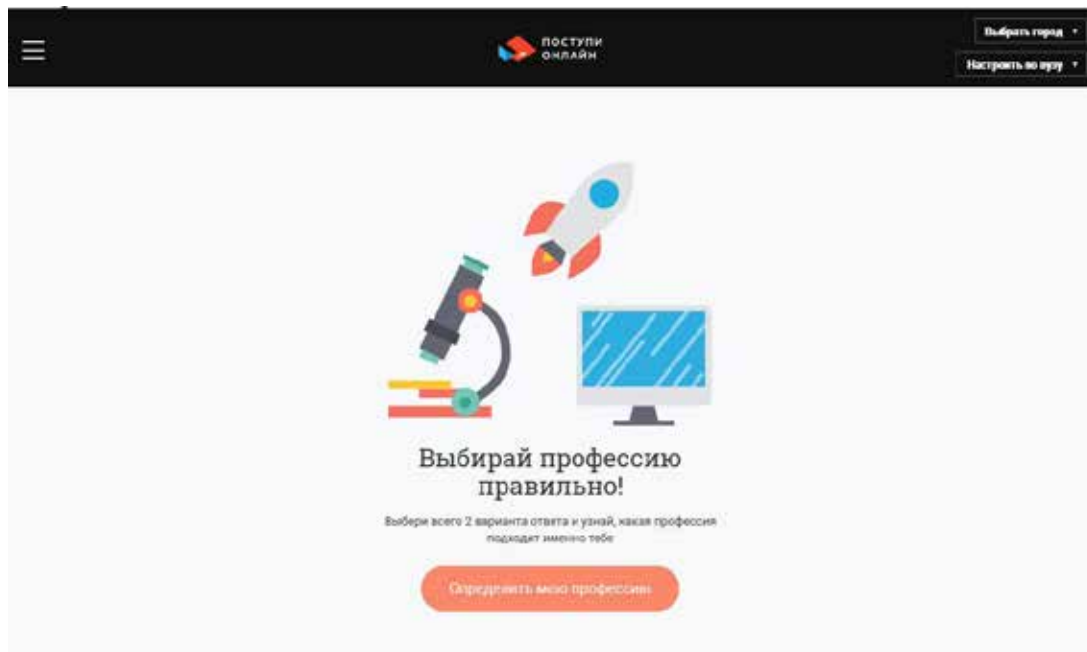 ПОСТУПИ
ОНЛАЙН
Выбрать город
Настроить по вузу
Выбирай профессию
правильно!
Выбери всего 2 варианта ответа и узнай, какая профессия
подходит именно тебе
Определить мою профессию